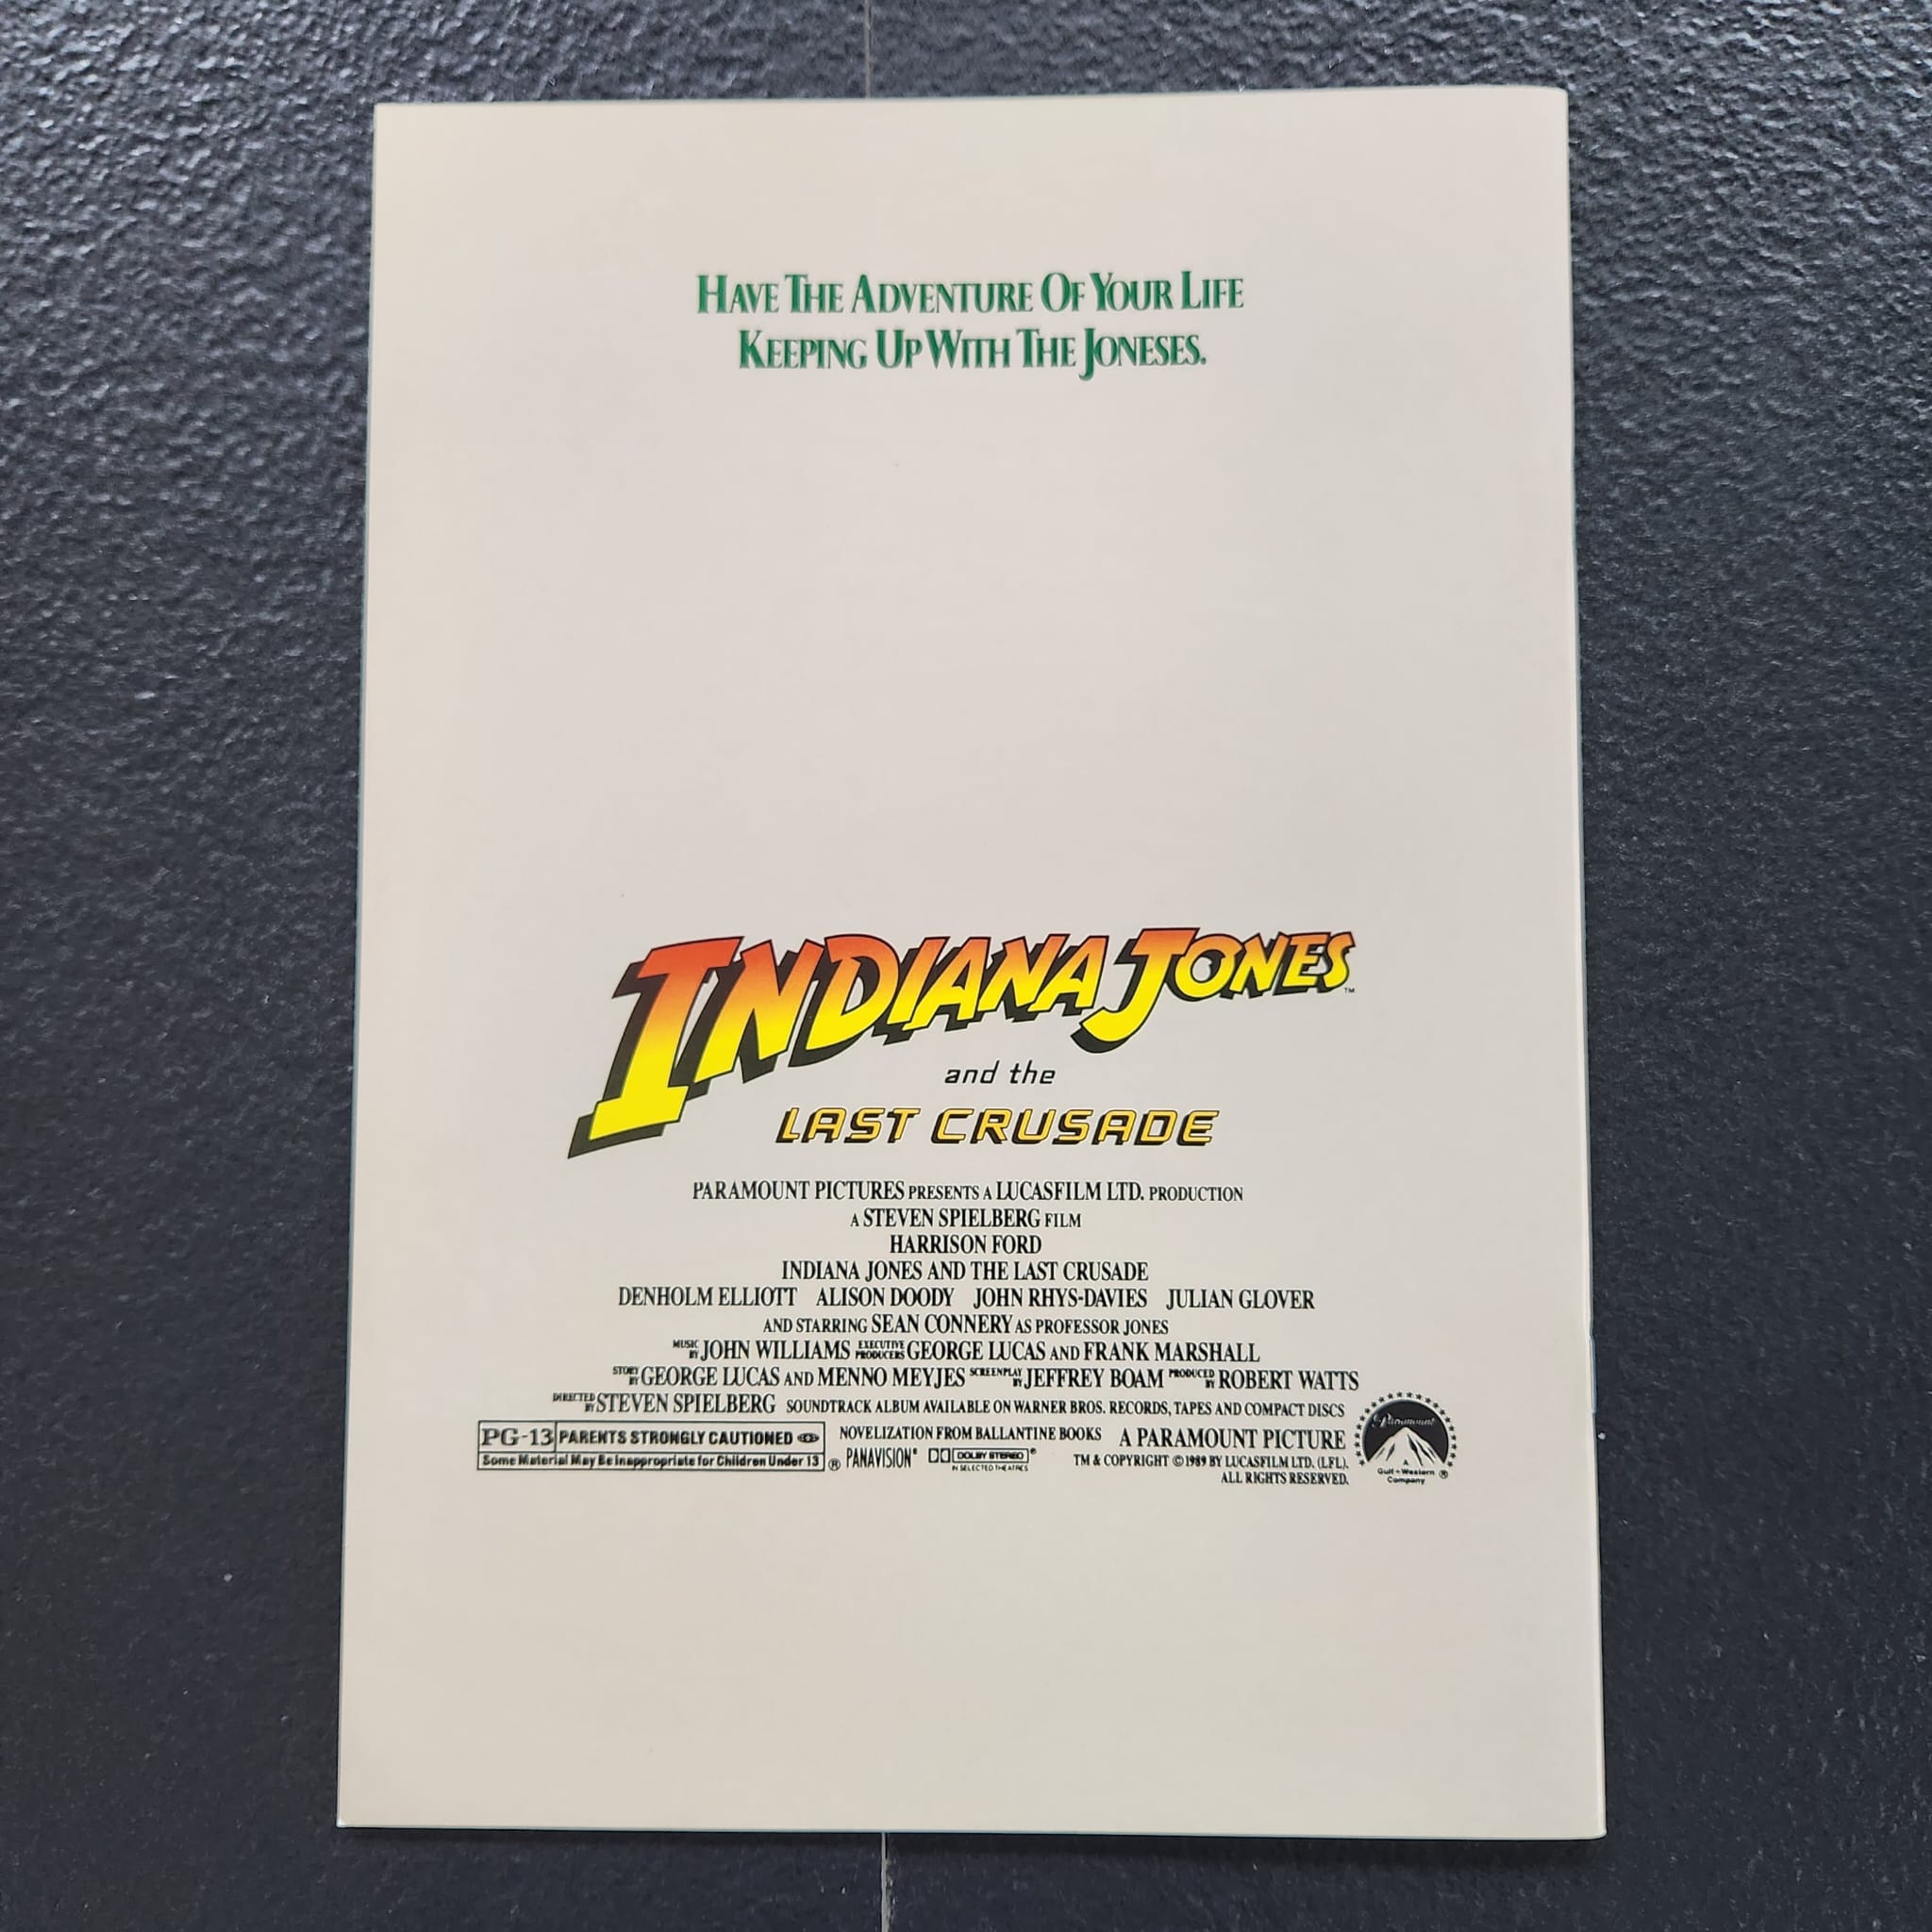 HAVE THE ADVENTURE OF YOUR LIFE
KEEPING UP WITH THE JONESES.
INDIANA JONES™
and the
LAST CRUSADE
PARAMOUNT PICTURES PRESENTS A LUCASFILM LTD. PRODUCTION
A STEVEN SPIELBERG FILM
HARRISON FORD
INDIANA JONES AND THE LAST CRUSADE
DENHOLM ELLIOTT ALISON DOODY JOHN RHYS-DAVIES JULIAN GLOVER
AND STARRING SEAN CONNERY AS PROFESSOR JONES
MUSIC BY JOHN WILLIAMS EXECUTIVE PRODUCERS GEORGE LUCAS AND FRANK MARSHALL
STORY BY GEORGE LUCAS AND MENNO MEYJES SCREENPLAY BY JEFFREY BOAM PRODUCED BY ROBERT WATTS
DIRECTED BY STEVEN SPIELBERG SOUNDTRACK ALBUM AVAILABLE ON WARNER BROS. RECORDS, TAPES AND COMPACT DISCS
PG-13 PARENTS STRONGLY CAUTIONED
Some Material May Be Inappropriate for Children Under 13 ®
NOVELIZATION FROM BALLANTINE BOOKS
PANAVISION® DOLBY STEREO®
IN SELECTED THEATRES
A PARAMOUNT PICTURE
TM & COPYRIGHT © 1989 BY LUCASFILM LTD. (LFL).
ALL RIGHTS RESERVED.
Paramount
A
Gulf+Western
Company ®